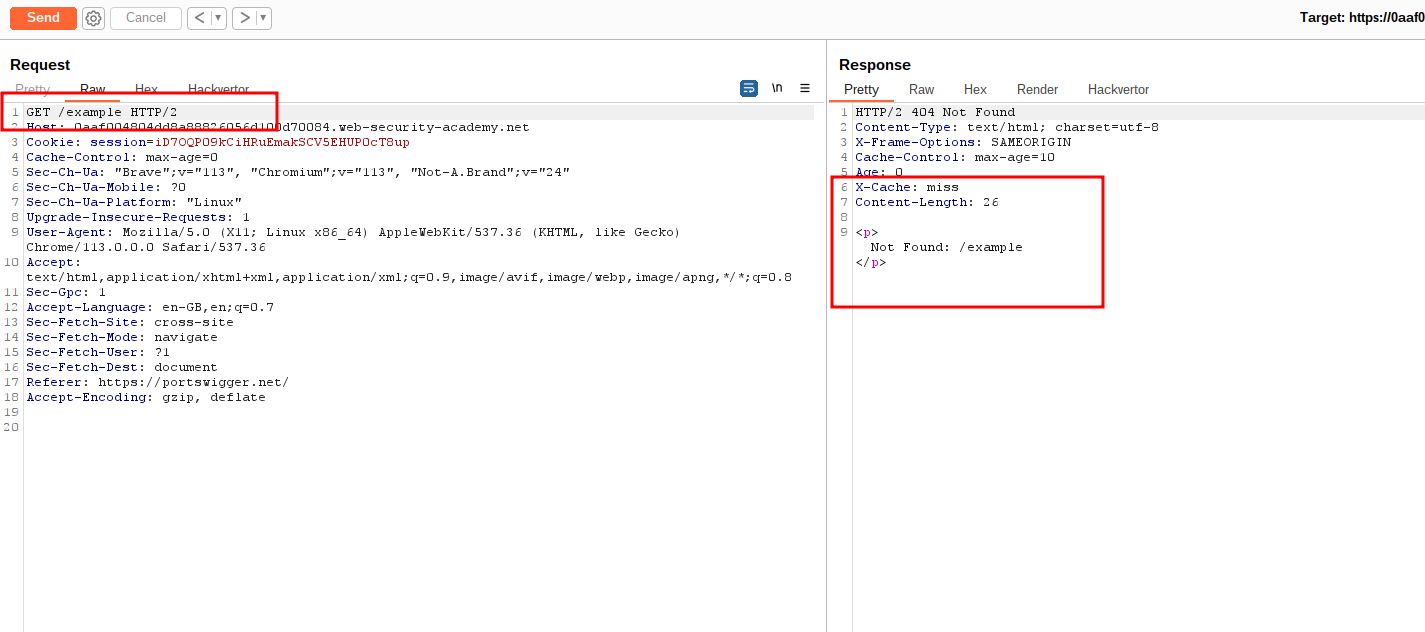 Send
Cancel
< ▼
> ▼
Target: https://0aaf0
Request
Pretty
Raw
Hex
Hackvertor
\n
1 GET /example HTTP/2
2 Host: 0aaf004804dd8a88826056d100d70084.web-security-academy.net
3 Cookie: session=iD7OQPO9kCiHRuEmakSCV5EHUPOcT8up
4 Cache-Control: max-age=0
5 Sec-Ch-Ua: "Brave";v="113", "Chromium";v="113", "Not-A.Brand";v="24"
6 Sec-Ch-Ua-Mobile: ?0
7 Sec-Ch-Ua-Platform: "Linux"
8 Upgrade-Insecure-Requests: 1
9 User-Agent: Mozilla/5.0 (X11; Linux x86_64) AppleWebKit/537.36 (KHTML, like Gecko)
Chrome/113.0.0.0 Safari/537.36
10 Accept:
text/html,application/xhtml+xml,application/xml;q=0.9,image/avif,image/webp,image/apng,*/*;q=0.8
11 Sec-Gpc: 1
12 Accept-Language: en-GB,en;q=0.7
13 Sec-Fetch-Site: cross-site
14 Sec-Fetch-Mode: navigate
15 Sec-Fetch-User: ?1
16 Sec-Fetch-Dest: document
17 Referer: https://portswigger.net/
18 Accept-Encoding: gzip, deflate
19
20
Response
Pretty
Raw
Hex
Render
Hackvertor
1 HTTP/2 404 Not Found
2 Content-Type: text/html; charset=utf-8
3 X-Frame-Options: SAMEORIGIN
4 Cache-Control: max-age=10
5 Age: 0
6 X-Cache: miss
7 Content-Length: 26
8
9 <p>
Not Found: /example
</p>